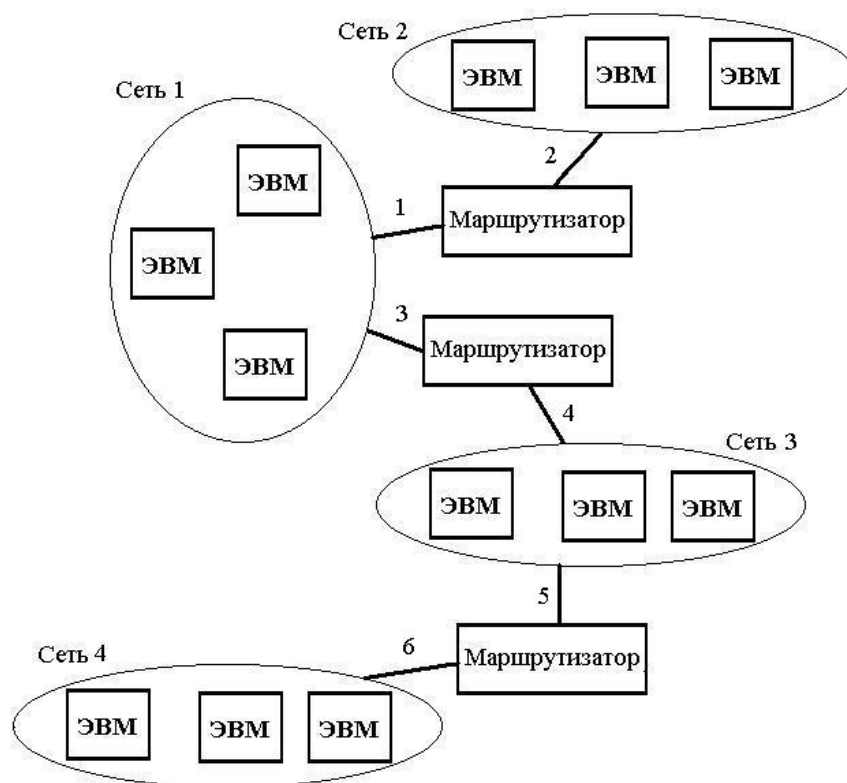 Сеть 2
ЭВМ ЭВМ ЭВМ
Сеть 1
2
ЭВМ
1
Маршрутизатор
ЭВМ
3
Маршрутизатор
ЭВМ
4
Сеть 3
ЭВМ ЭВМ ЭВМ
5
Маршрутизатор
6
Сеть 4
ЭВМ ЭВМ ЭВМ